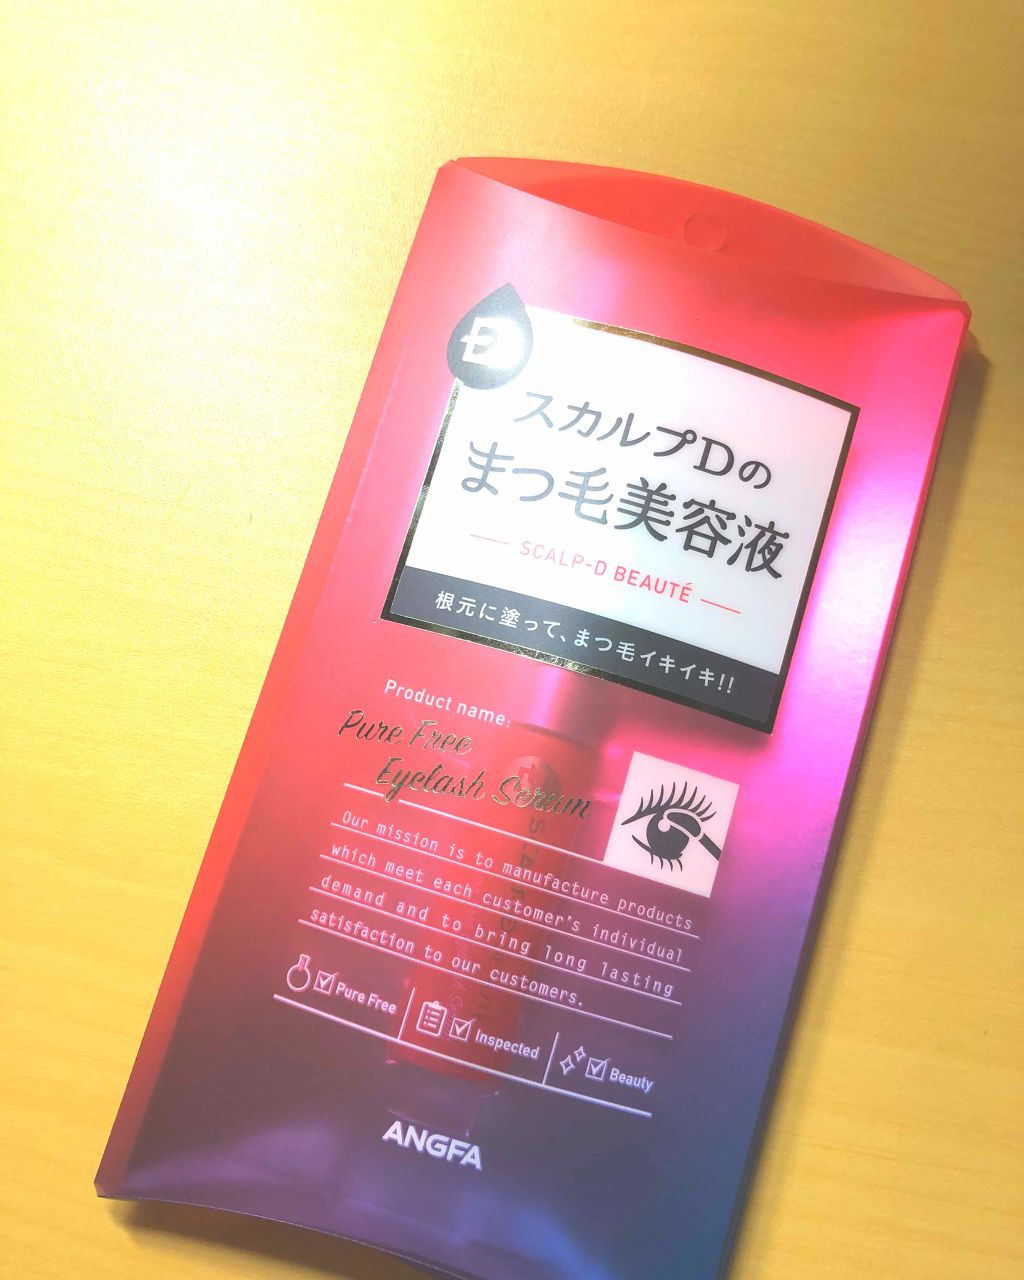 D
スカルプDの
まつ毛美容液
SCALP-D BEAUTÉ
根元に塗って、まつ毛イキイキ!!
Product name:
Pure Free
Eyelash Serum
Our mission is to manufacture products
which meet each customer's individual
demand and to bring long lasting
satisfaction to our customers.
Pure Free
Inspected
Beauty
ANGFA